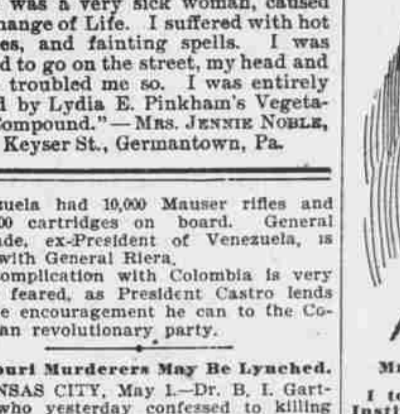 was a very sick woman, caused
hange of Life. I suffered with hot
es, and fainting spells. I was
d to go on the street, my head and
troubled me so. I was entirely
d by Lydia E. Pinkham's Vegeta-
ompound." — MRS. JENNIE NOBLE,
Keyser St., Germantown, Pa.
zuela had 10,000 Mauser rifles and
00 cartridges on board. General
ade, ex-President of Venezuela, is
with General Riera.
omplication with Colombia is very
feared, as President Castro lends
e encouragement he can to the Co-
an revolutionary party.
ouri Murderers May Be Lynched.
NSAS CITY, May 1.—Dr. B. I. Gart-
who yesterday confessed to killing
I to